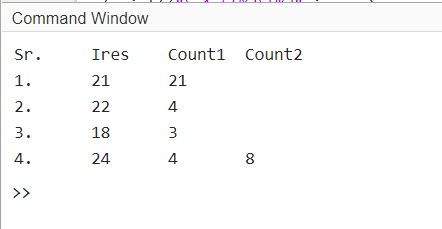 Command Window
Sr. Ires Count1 Count2
1. 21 21
2. 22 4
3. 18 3
4. 24 4 8
>>